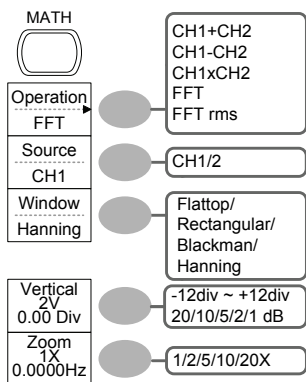 MATH
Operation
FFT
CH1+CH2
CH1-CH2
CH1xCH2
FFT
FFT rms
Source
CH1
CH1/2
Window
Hanning
Flattop/
Rectangular/
Blackman/
Hanning
Vertical
2V
0.00 Div
-12div ~ +12div
20/10/5/2/1 dB
Zoom
1X
0.0000Hz
1/2/5/10/20X